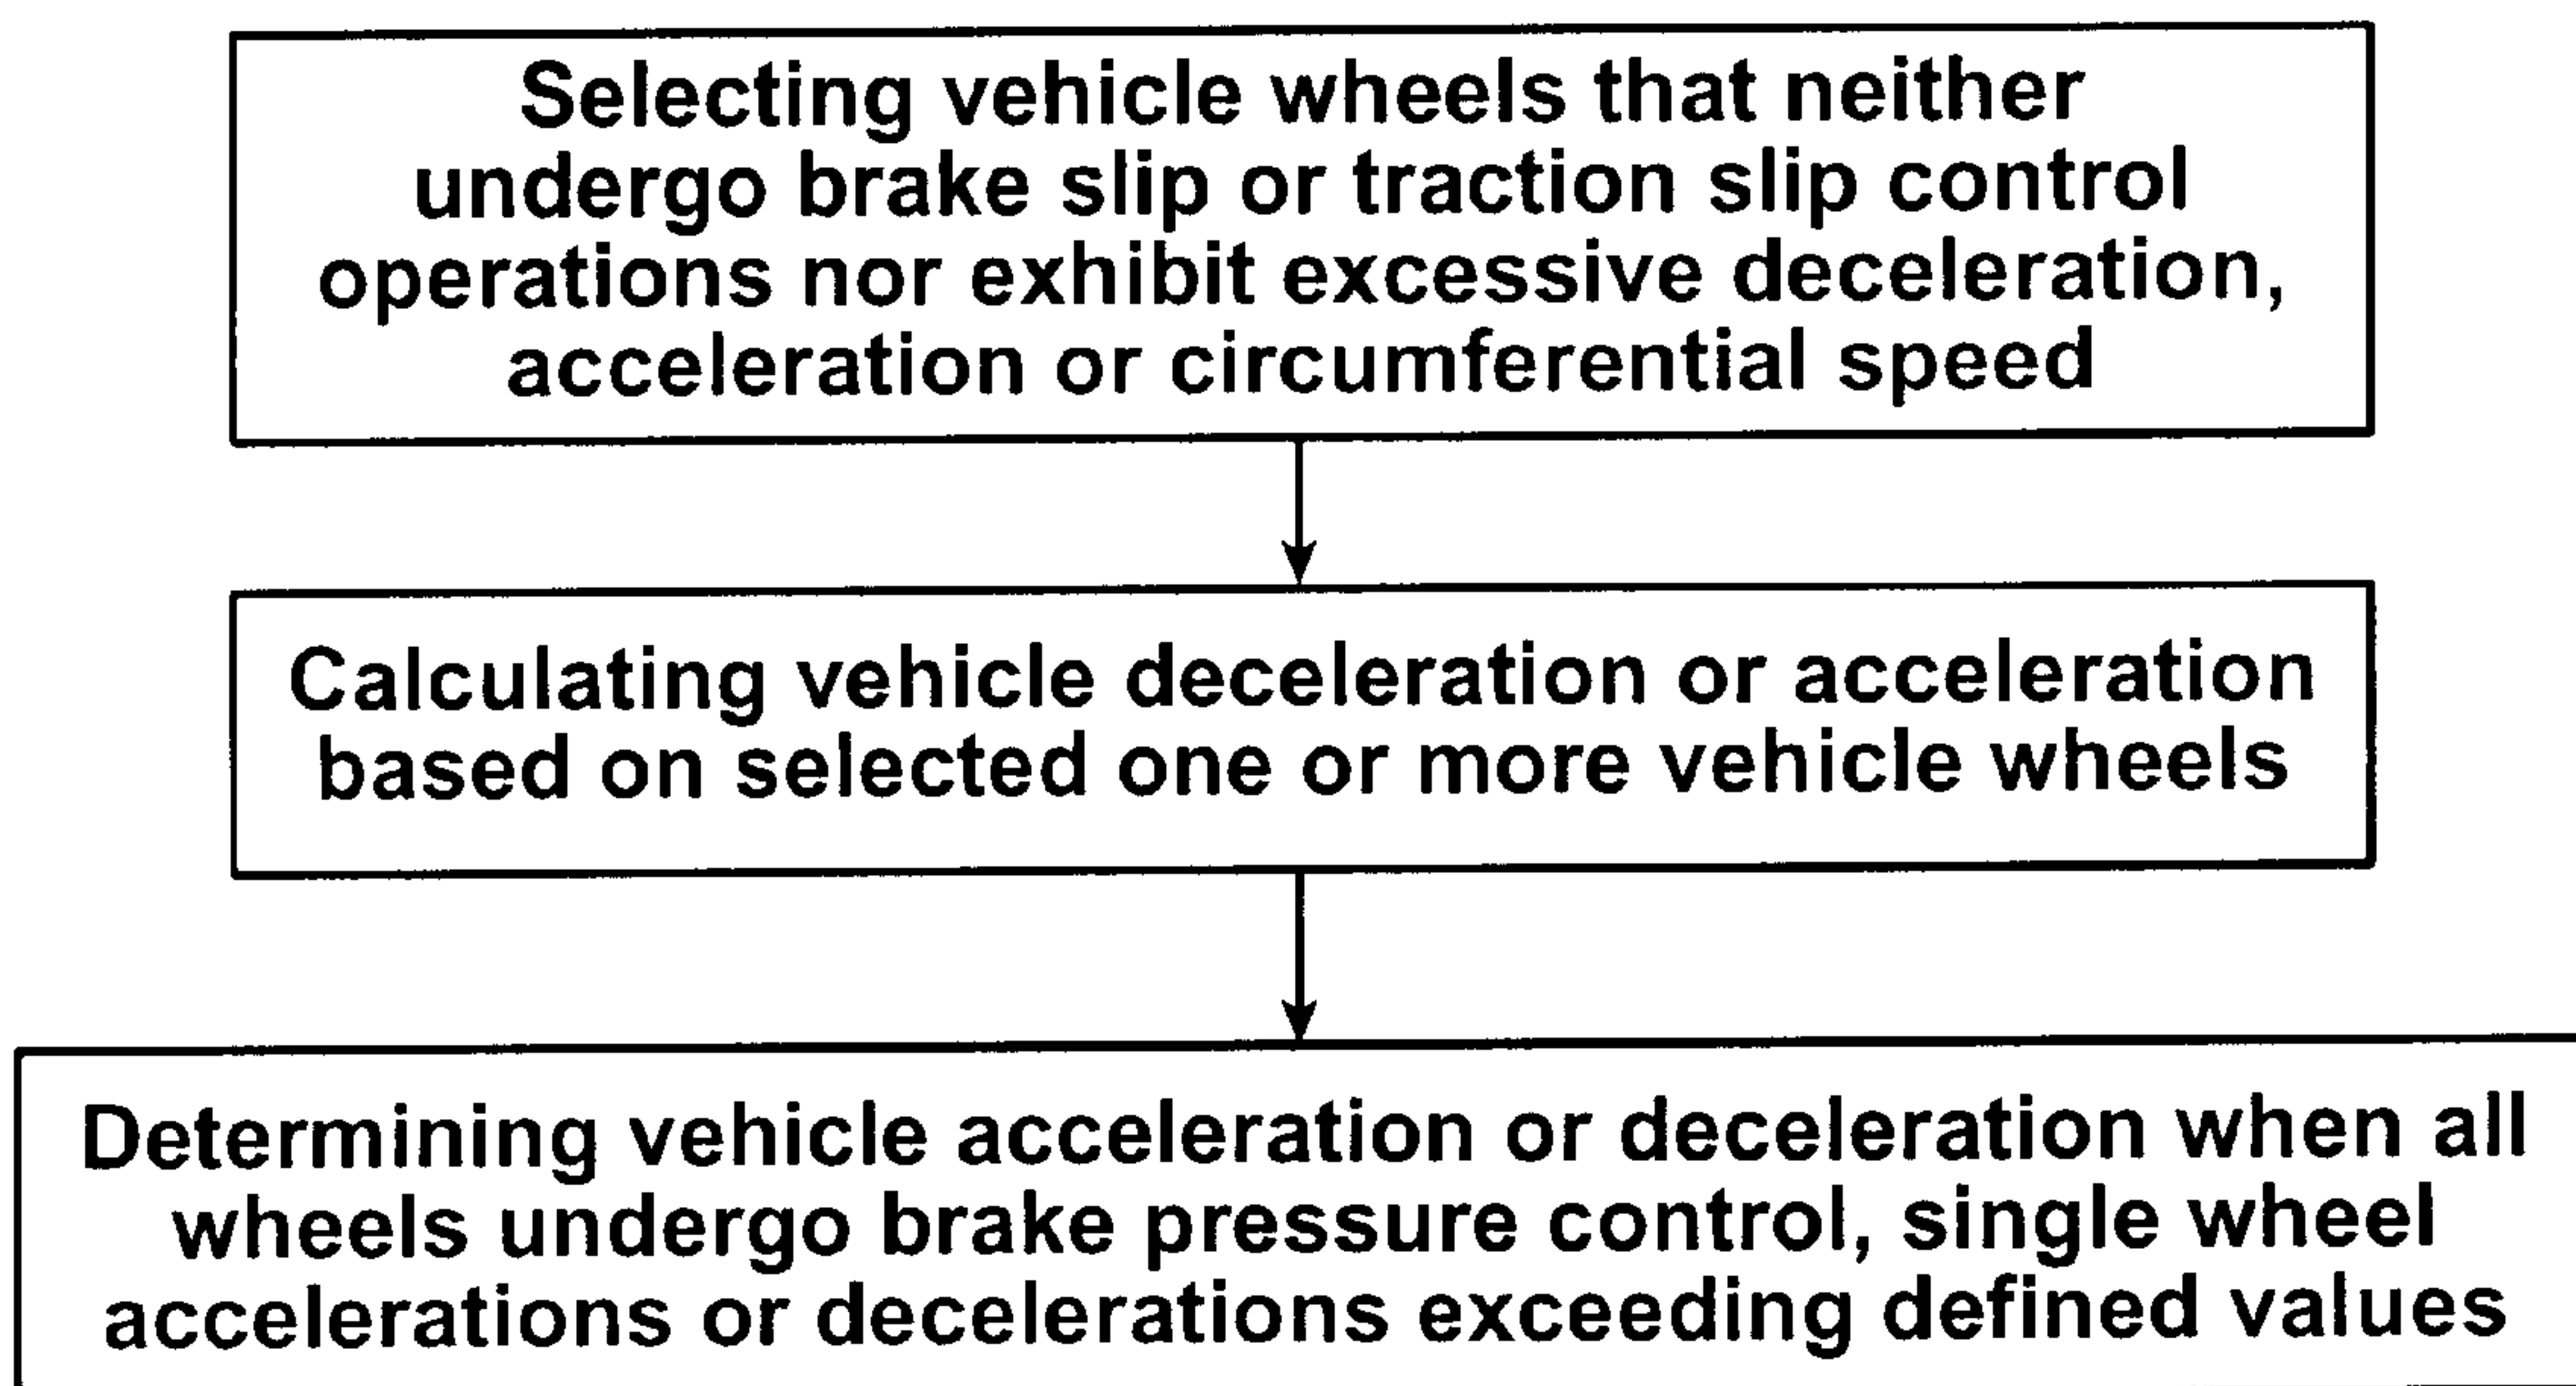 Selecting vehicle wheels that neither
undergo brake slip or traction slip control
operations nor exhibit excessive deceleration,
acceleration or circumferential speed
Calculating vehicle deceleration or acceleration
based on selected one or more vehicle wheels
Determining vehicle acceleration or deceleration when all
wheels undergo brake pressure control, single wheel
accelerations or decelerations exceeding defined values